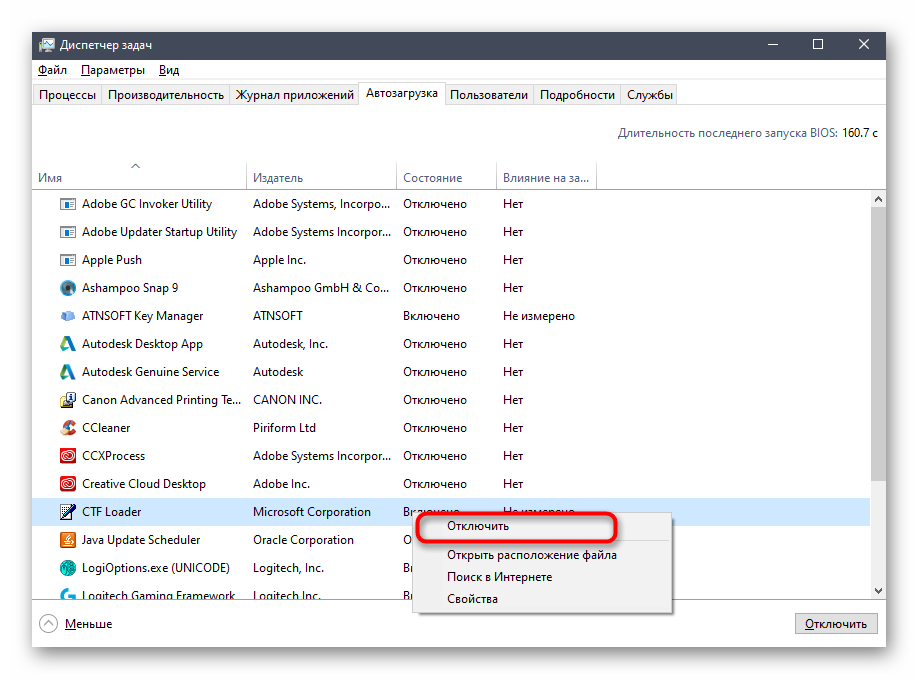 Диспетчер задач
Файл Параметры Вид
Процессы Производительность Журнал приложений Автозагрузка Пользователи Подробности Службы
Длительность последнего запуска BIOS: 160.7 с
Имя Издатель Состояние Влияние на за...
Adobe GC Invoker Utility Adobe Systems, Incorpo... Отключено Нет
Adobe Updater Startup Utility Adobe Systems Incorpor... Отключено Нет
Apple Push Apple Inc. Отключено Нет
Ashampoo Snap 9 Ashampoo GmbH & Co... Отключено Нет
ATNSOFT Key Manager ATNSOFT Включено Не измерено
Autodesk Desktop App Autodesk, Inc. Отключено Нет
Autodesk Genuine Service Autodesk Отключено Нет
Canon Advanced Printing Te... CANON INC. Отключено Нет
CCleaner Piriform Ltd Отключено Нет
CCXProcess Adobe Systems Incorpor... Отключено Нет
Creative Cloud Desktop Adobe Inc. Отключено Нет
CTF Loader Microsoft Corporation Включено Не измерено
Отключить
Java Update Scheduler Oracle Corporation
Открыть расположение файла
LogiOptions.exe (UNICODE) Logitech, Inc.
Поиск в Интернете
Logitech Gaming Framework Logitech Inc.
Свойства
Меньше Отключить